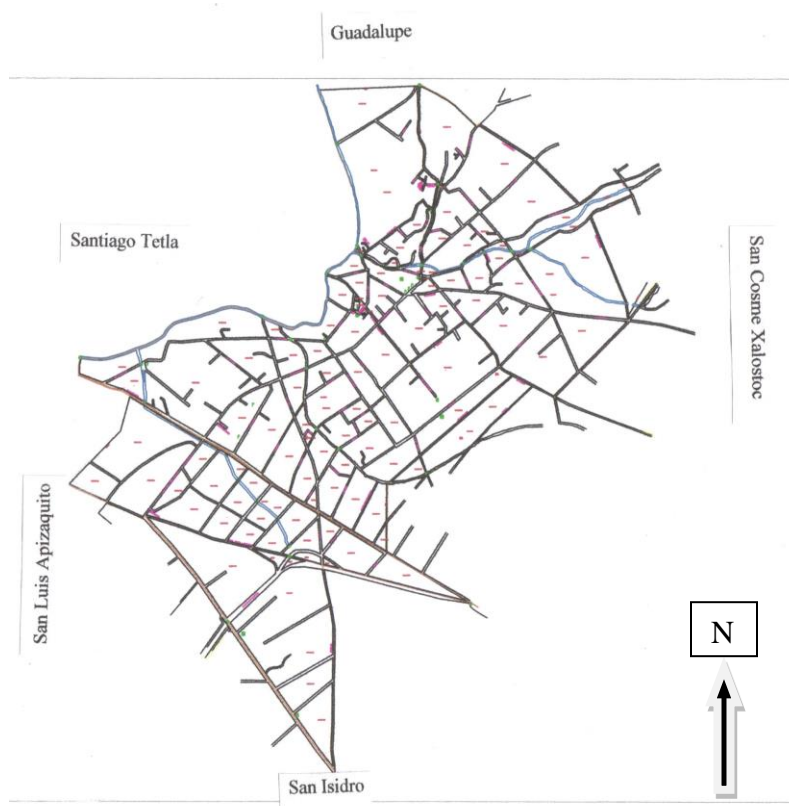 Guadalupe
Santiago Tetla
San Cosme Xalostoc
San Luis Apizaquito
N
San Isidro